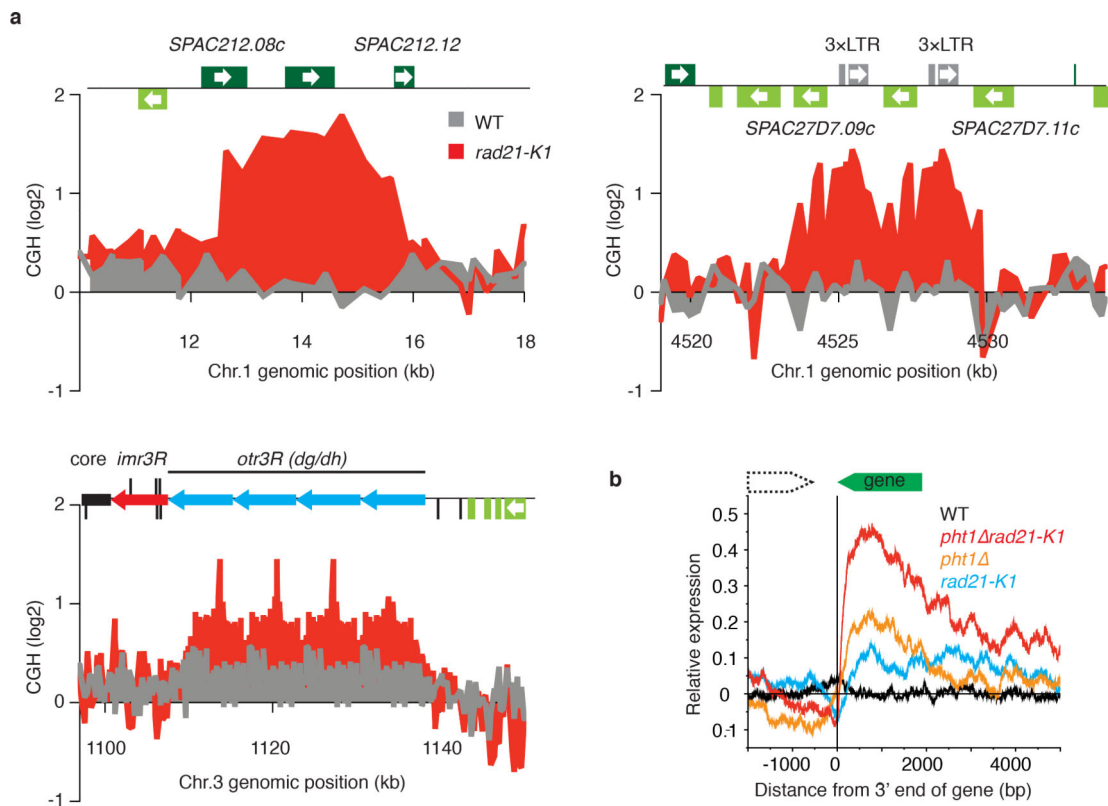 a
SPAC212.08c SPAC212.12
2
WT
rad21-K1
1
CGH (log2)
0
12 14 16 18
Chr.1 genomic position (kb)
-1
3×LTR 3×LTR
2
SPAC27D7.09c SPAC27D7.11c
1
CGH (log2)
0
4520 4525 4530
Chr.1 genomic position (kb)
-1
core imr3R otr3R (dg/dh)
2
1
CGH (log2)
0
1100 1120 1140
Chr.3 genomic position (kb)
-1
b
gene
WT
pht1Δrad21-K1
pht1Δ
rad21-K1
0.5
0.4
0.3
0.2
0.1
0
0.1
Relative expression
-1000 0 2000 4000
Distance from 3' end of gene (bp)